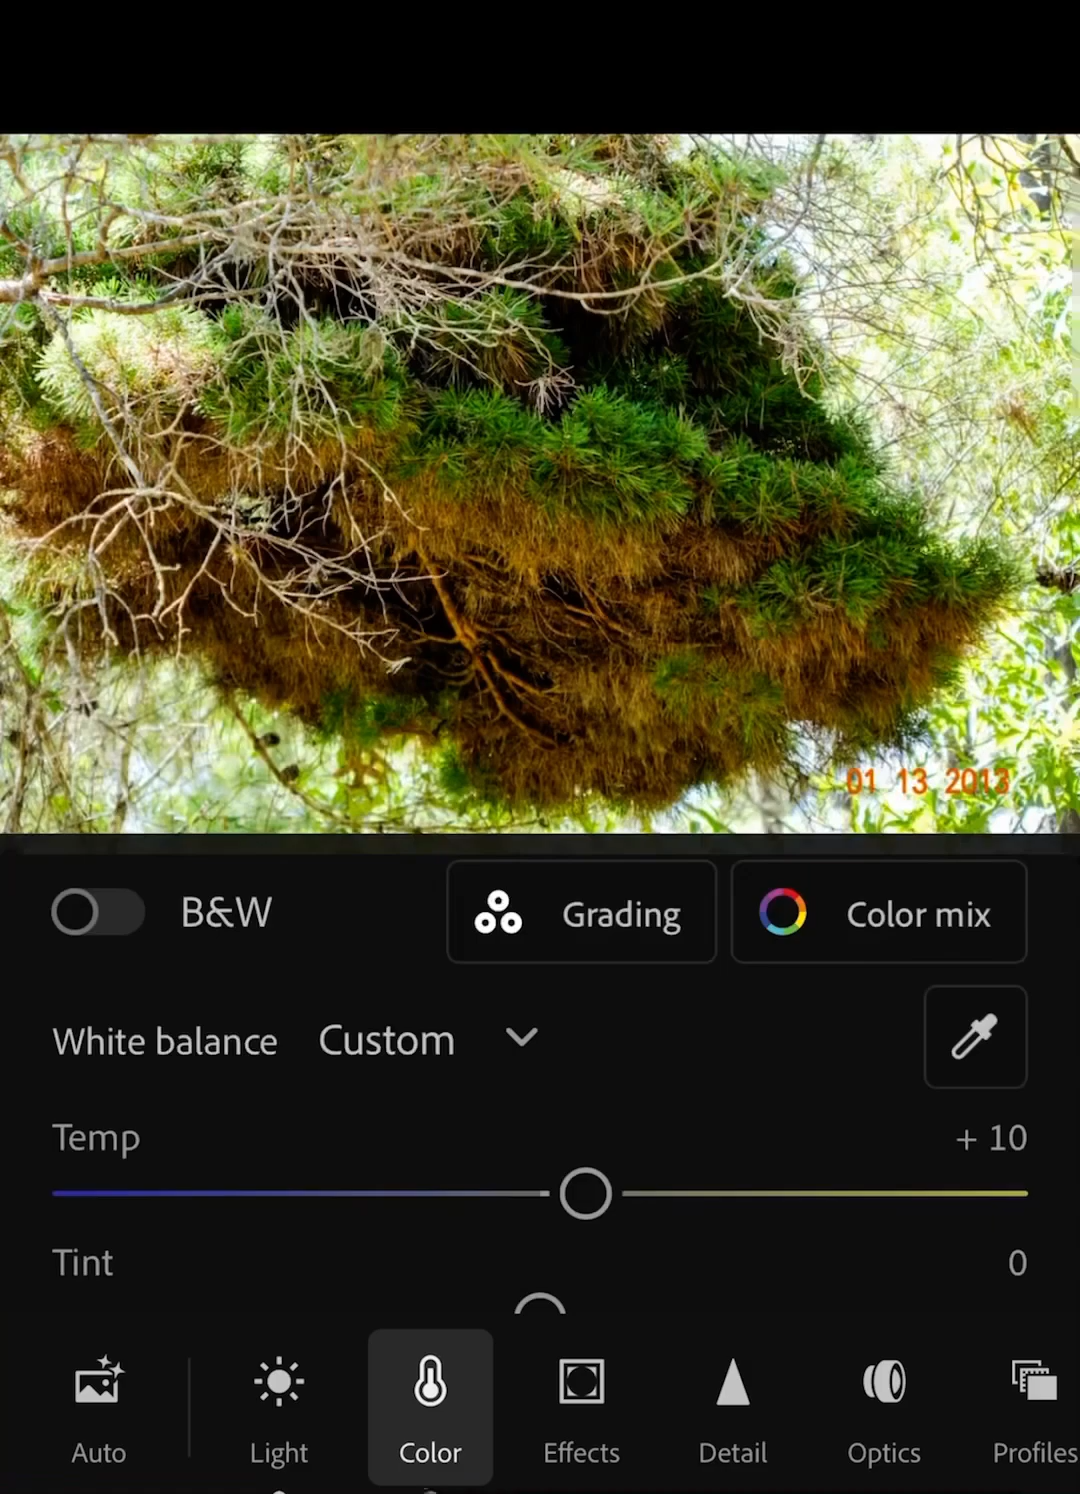 01 13 2013
B&W
Grading
Color mix
White balance Custom
Temp + 10
Tint 0
Auto Light Color Effects Detail Optics Profiles